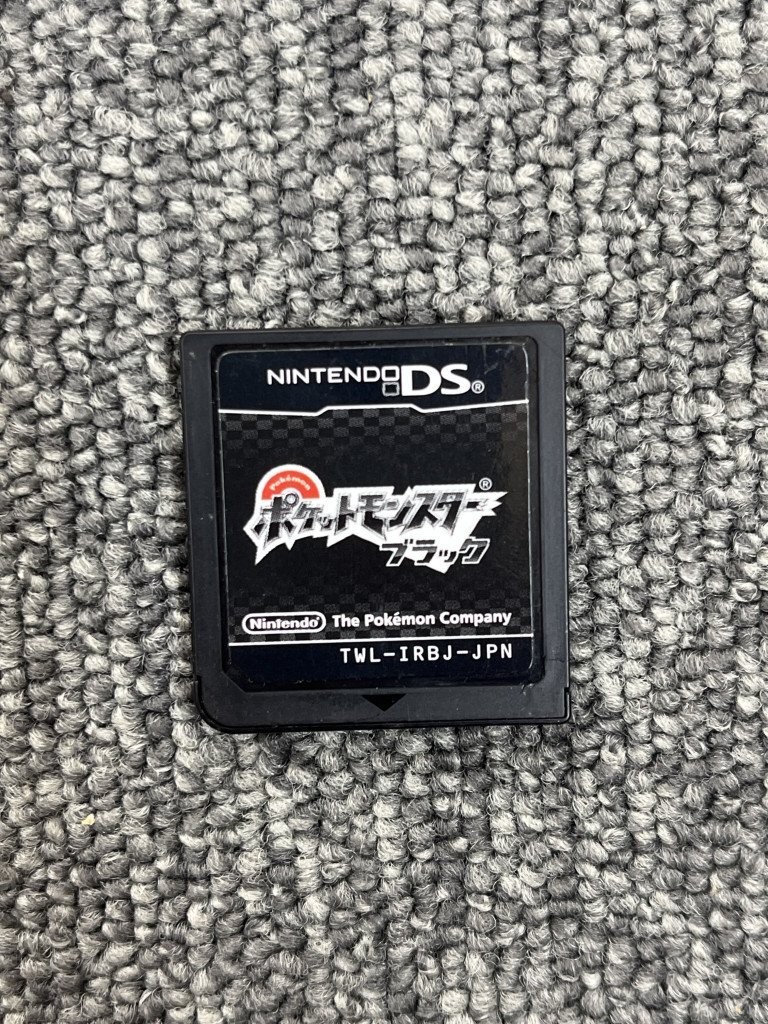 NINTENDO DS®
Pokémon
ポケットモンスター®
ブラック
Nintendo® The Pokémon Company
TWL-IRBJ-JPN